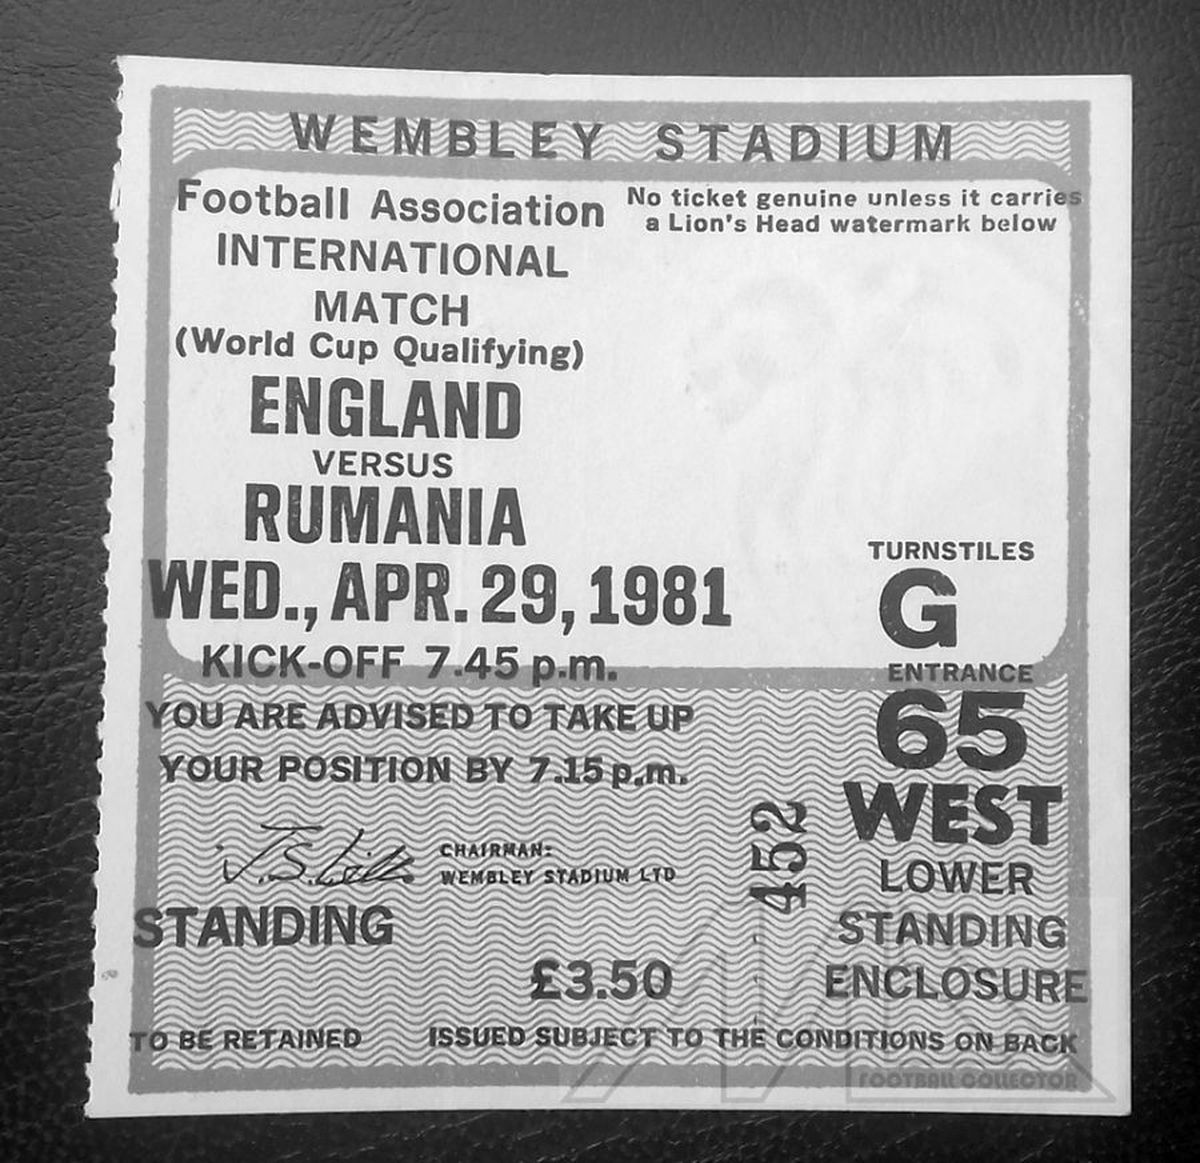 WEMBLEY STADIUM
Football Association
INTERNATIONAL
MATCH
(World Cup Qualifying)
ENGLAND
VERSUS
RUMANIA
WED., APR. 29, 1981
KICK-OFF 7.45 p.m.
No ticket genuine unless it carries
a Lion's Head watermark below
TURNSTILES
G
ENTRANCE
65
WEST
LOWER
STANDING
ENCLOSURE
YOU ARE ADVISED TO TAKE UP
YOUR POSITION BY 7.15 p.m.
CHAIRMAN:
WEMBLEY STADIUM LTD
452
STANDING
£3.50
TO BE RETAINED ISSUED SUBJECT TO THE CONDITIONS ON BACK
FOOTBALL COLLECTOR